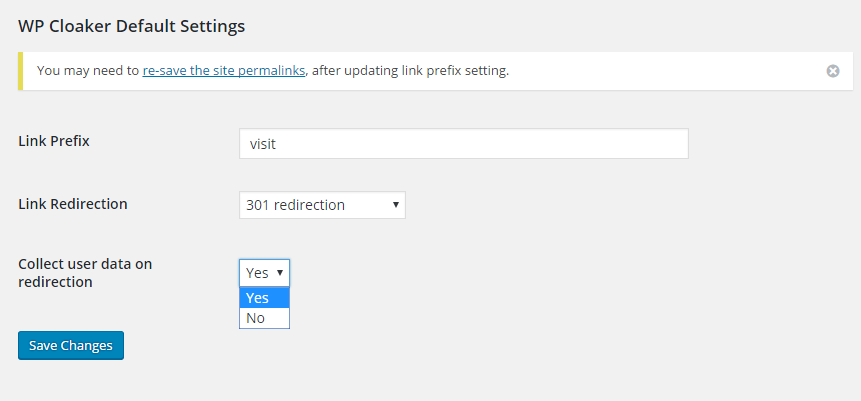 WP Cloaker Default Settings
You may need to re-save the site permalinks, after updating link prefix setting.
Link Prefix
visit
Link Redirection
301 redirection
Collect user data on
redirection
Yes
Yes
No
Save Changes